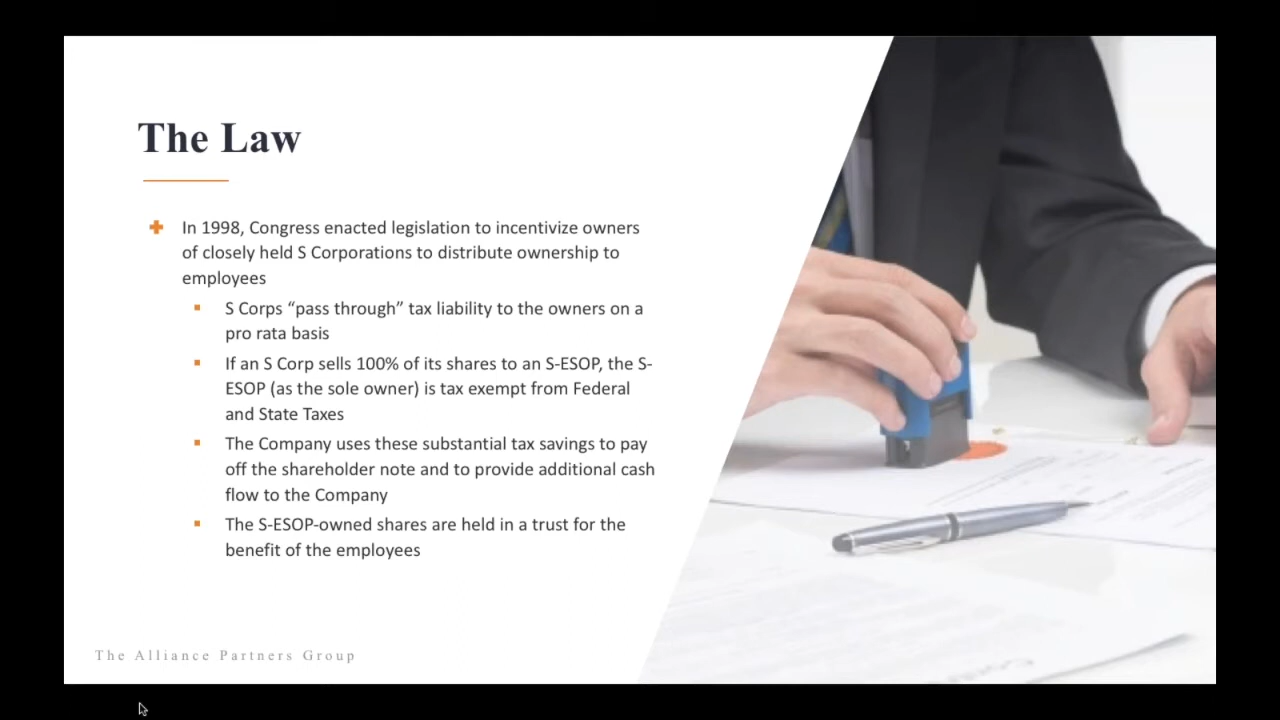 The Law
In 1998, Congress enacted legislation to incentivize owners
of closely held S Corporations to distribute ownership to
employees
S Corps “pass through” tax liability to the owners on a
pro rata basis
If an S Corp sells 100% of its shares to an S-ESOP, the S-
ESOP (as the sole owner) is tax exempt from Federal
and State Taxes
The Company uses these substantial tax savings to pay
off the shareholder note and to provide additional cash
flow to the Company
The S-ESOP-owned shares are held in a trust for the
benefit of the employees
The Alliance Partners Group